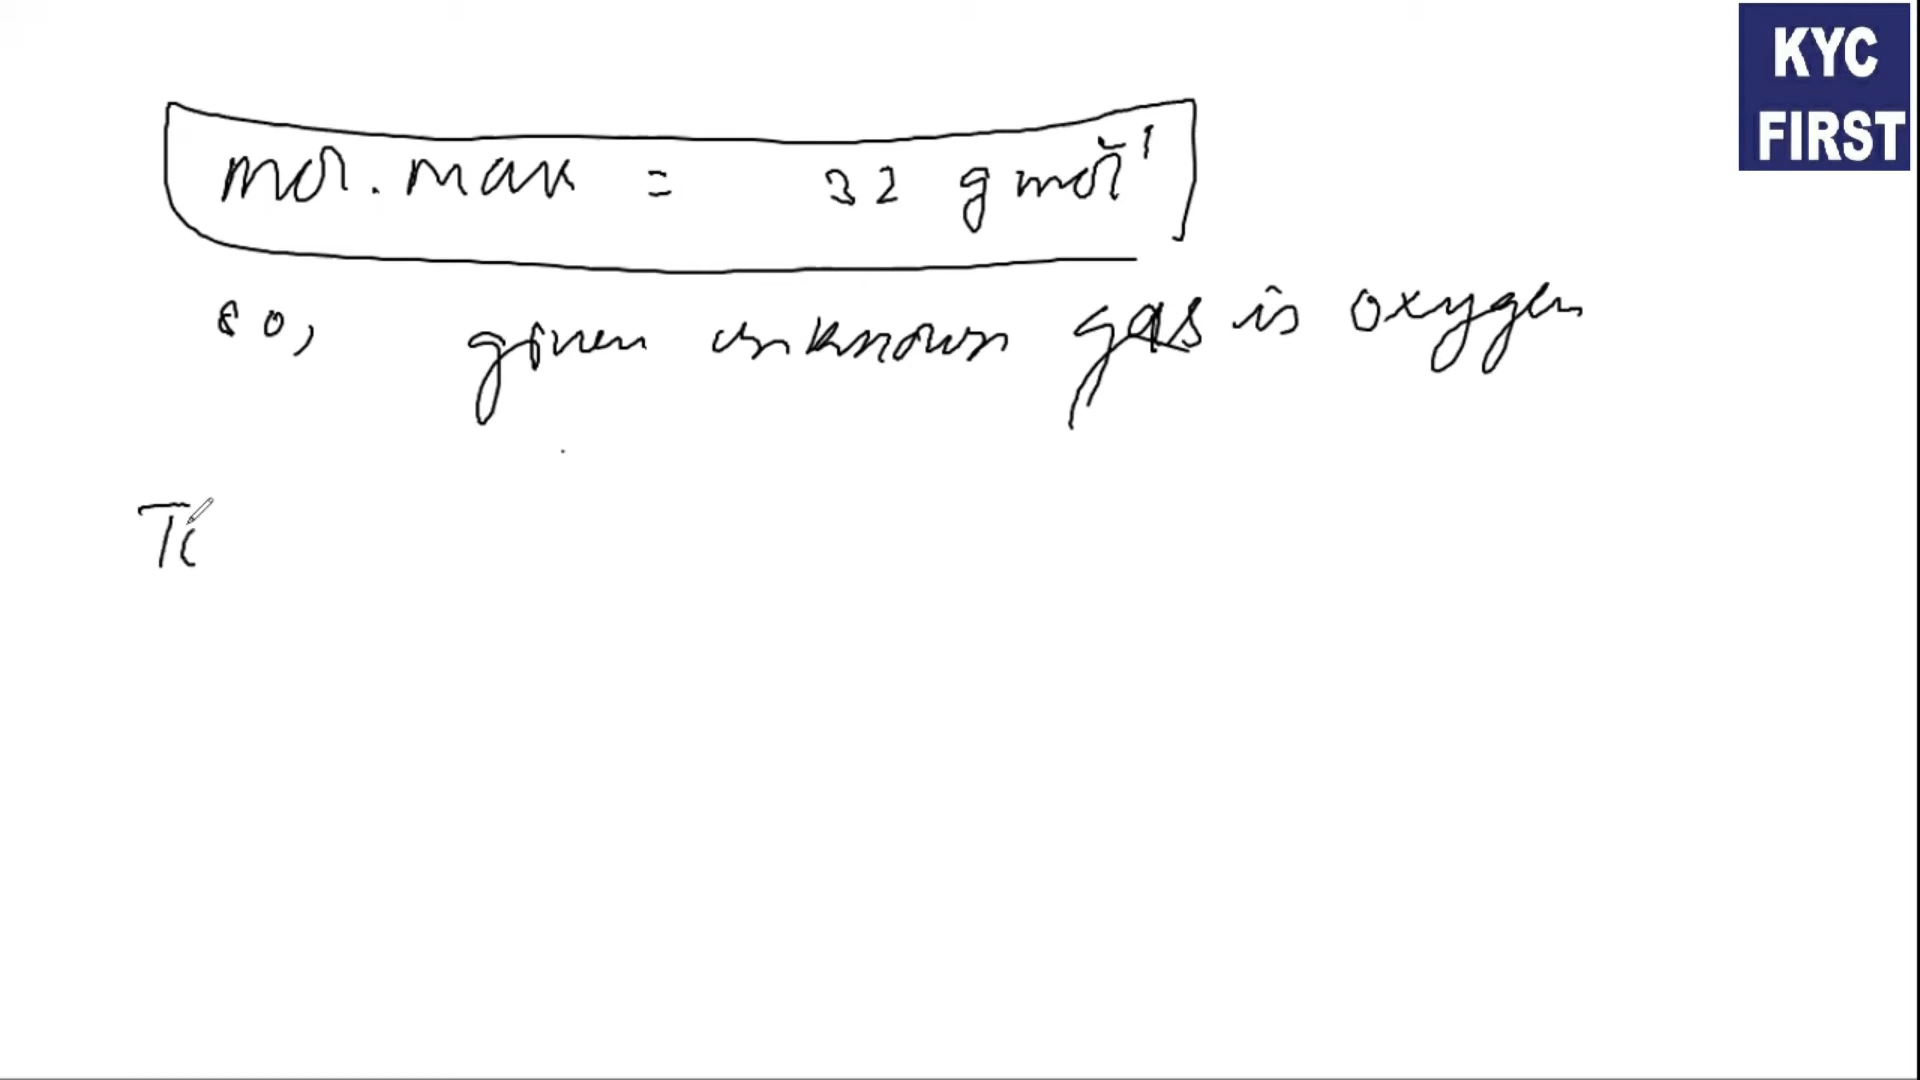 KYC
FIRST
mol. mass = 32 g mol⁻¹
so, given unknown gas is oxygen